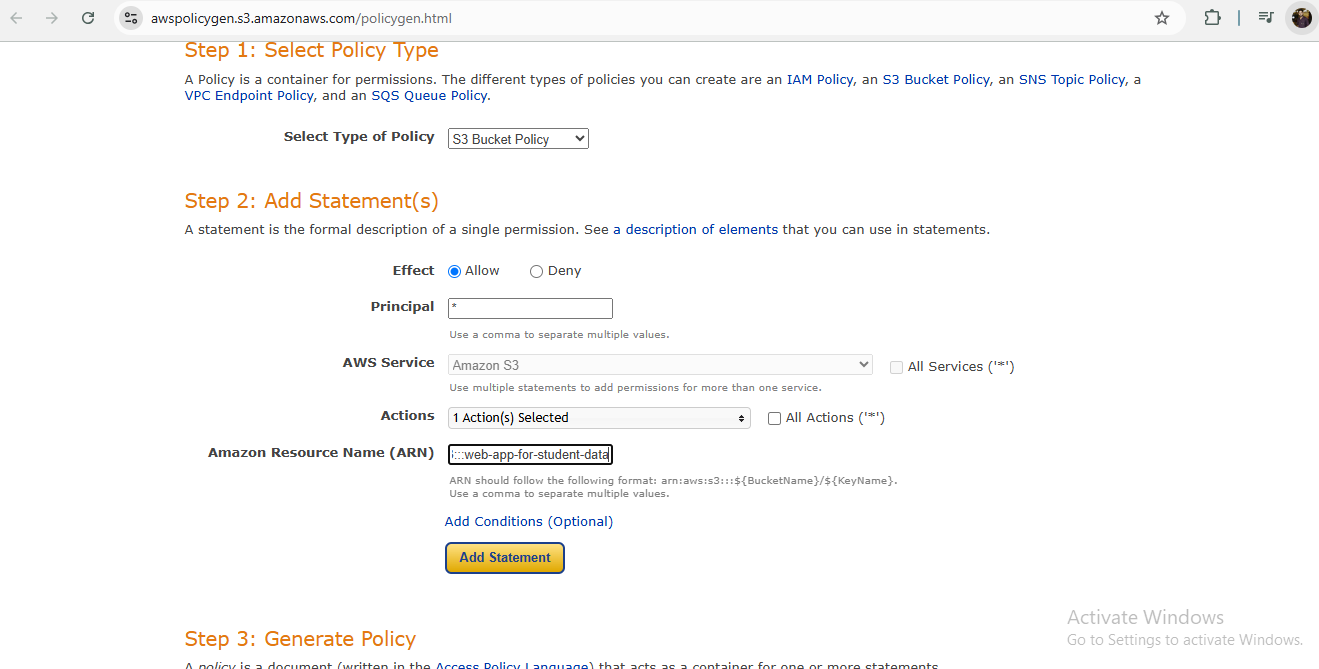 awspolicygen.s3.amazonaws.com/policygen.html
Step 1: Select Policy Type
A Policy is a container for permissions. The different types of policies you can create are an IAM Policy, an S3 Bucket Policy, an SNS Topic Policy, a
VPC Endpoint Policy, and an SQS Queue Policy.
Select Type of Policy S3 Bucket Policy
Step 2: Add Statement(s)
A statement is the formal description of a single permission. See a description of elements that you can use in statements.
Effect Allow Deny
Principal *
Use a comma to separate multiple values.
AWS Service Amazon S3 All Services ('*')
Use multiple statements to add permissions for more than one service.
Actions 1 Action(s) Selected All Actions ('*')
Amazon Resource Name (ARN) :::web-app-for-student-data
ARN should follow the following format: arn:aws:s3:::${BucketName}/${KeyName}.
Use a comma to separate multiple values.
Add Conditions (Optional)
Add Statement
Activate Windows
Go to Settings to activate Windows.
Step 3: Generate Policy
A policy is a document (written in the Access Policy Language) that acts as a container for one or more statements.